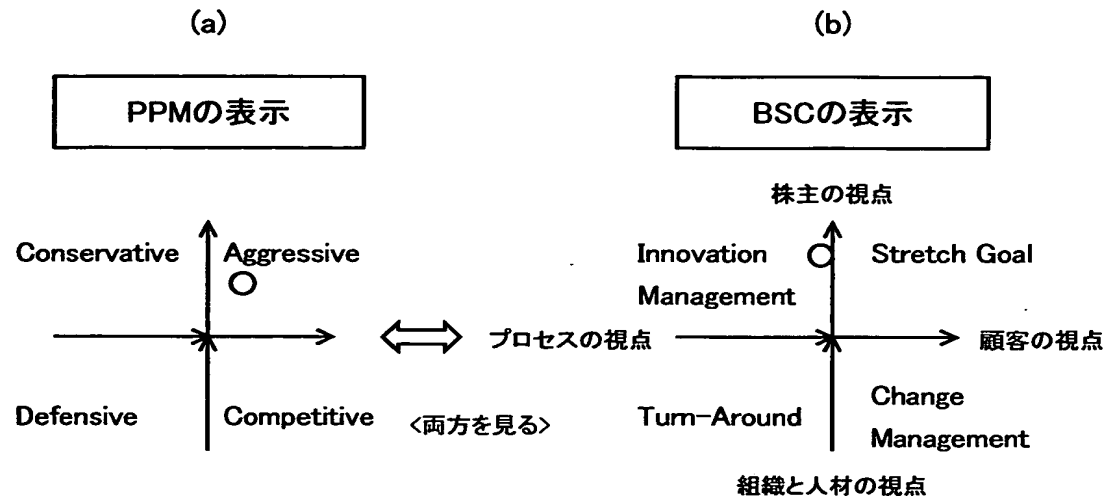 (a)
PPMの表示
Conservative
Aggressive
Defensive
Competitive
<両方を見る>
(b)
BSCの表示
株主の視点
Innovation
Management
Stretch Goal
プロセスの視点
顧客の視点
Turn-Around
Change
Management
組織と人材の視点